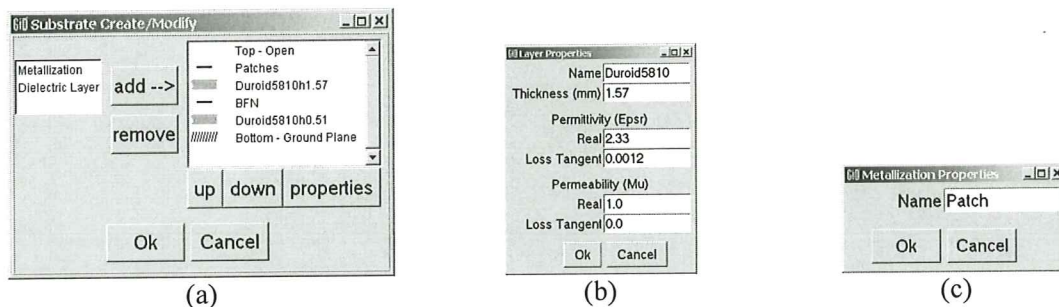 GiD Substrate Create/Modify
Metallization
Dielectric Layer
add -->
remove
Top - Open
Patches
Duroid5810h1.57
BFN
Duroid5810h0.51
Bottom - Ground Plane
up down properties
Ok Cancel
(a)
GiD Layer Properties
Name Duroid5810
Thickness (mm) 1.57
Permittivity (Epsr)
Real 2.33
Loss Tangent 0.0012
Permeability (Mu)
Real 1.0
Loss Tangent 0.0
Ok Cancel
(b)
GiD Metallization Properties
Name Patch
Ok Cancel
(c)